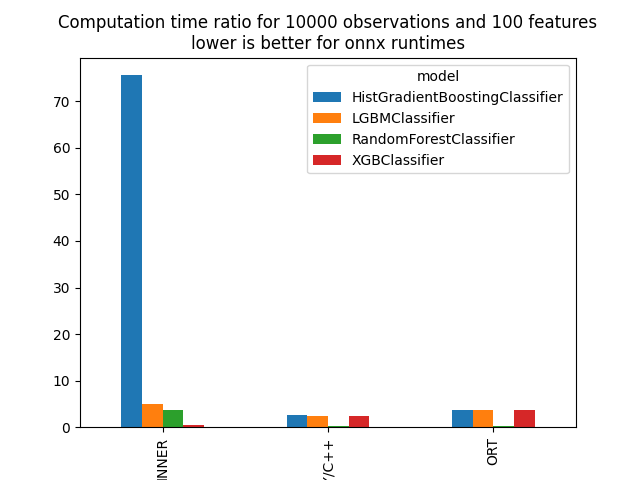 Computation time ratio for 10000 observations and 100 features
lower is better for onnx runtimes
model
HistGradientBoostingClassifier
LGBMClassifier
RandomForestClassifier
XGBClassifier
70
60
50
40
30
20
10
0
INNER
/C++
ORT